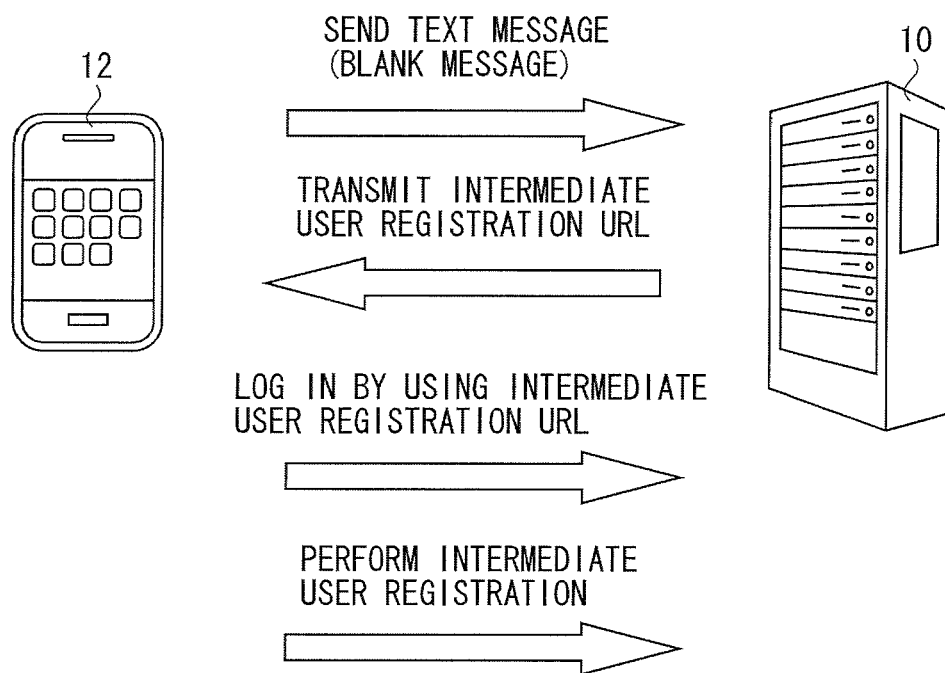 SEND TEXT MESSAGE
(BLANK MESSAGE)
12
10
TRANSMIT INTERMEDIATE
USER REGISTRATION URL
LOG IN BY USING INTERMEDIATE
USER REGISTRATION URL
PERFORM INTERMEDIATE
USER REGISTRATION